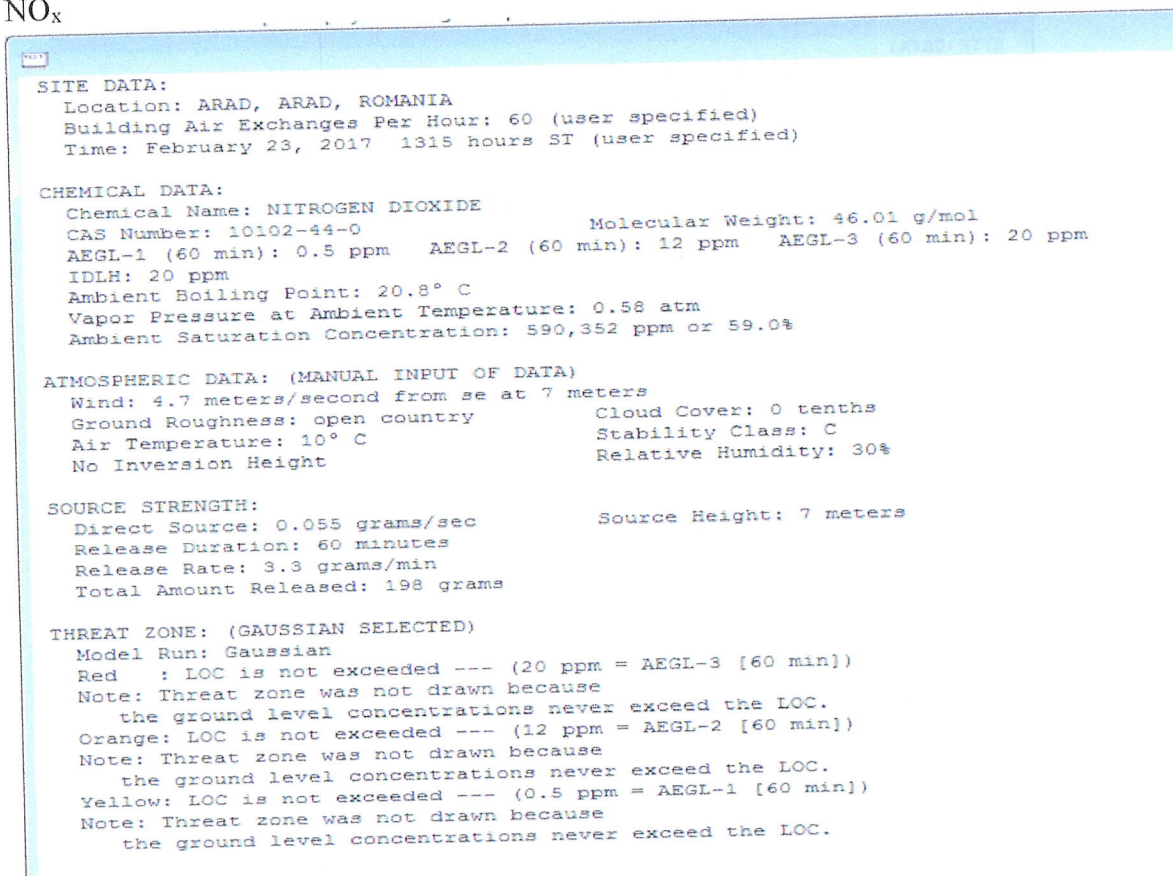 NOₓ
SITE DATA:
Location: ARAD, ARAD, ROMANIA
Building Air Exchanges Per Hour: 60 (user specified)
Time: February 23, 2017 1315 hours ST (user specified)
CHEMICAL DATA:
Chemical Name: NITROGEN DIOXIDE
CAS Number: 10102-44-0 Molecular Weight: 46.01 g/mol
AEGL-1 (60 min): 0.5 ppm AEGL-2 (60 min): 12 ppm AEGL-3 (60 min): 20 ppm
IDLH: 20 ppm
Ambient Boiling Point: 20.8° C
Vapor Pressure at Ambient Temperature: 0.58 atm
Ambient Saturation Concentration: 590,352 ppm or 59.0%
ATMOSPHERIC DATA: (MANUAL INPUT OF DATA)
Wind: 4.7 meters/second from se at 7 meters
Ground Roughness: open country Cloud Cover: 0 tenths
Air Temperature: 10° C Stability Class: C
No Inversion Height Relative Humidity: 30%
SOURCE STRENGTH:
Direct Source: 0.055 grams/sec Source Height: 7 meters
Release Duration: 60 minutes
Release Rate: 3.3 grams/min
Total Amount Released: 198 grams
THREAT ZONE: (GAUSSIAN SELECTED)
Model Run: Gaussian
Red : LOC is not exceeded --- (20 ppm = AEGL-3 [60 min])
Note: Threat zone was not drawn because
the ground level concentrations never exceed the LOC.
Orange: LOC is not exceeded --- (12 ppm = AEGL-2 [60 min])
Note: Threat zone was not drawn because
the ground level concentrations never exceed the LOC.
Yellow: LOC is not exceeded --- (0.5 ppm = AEGL-1 [60 min])
Note: Threat zone was not drawn because
the ground level concentrations never exceed the LOC.